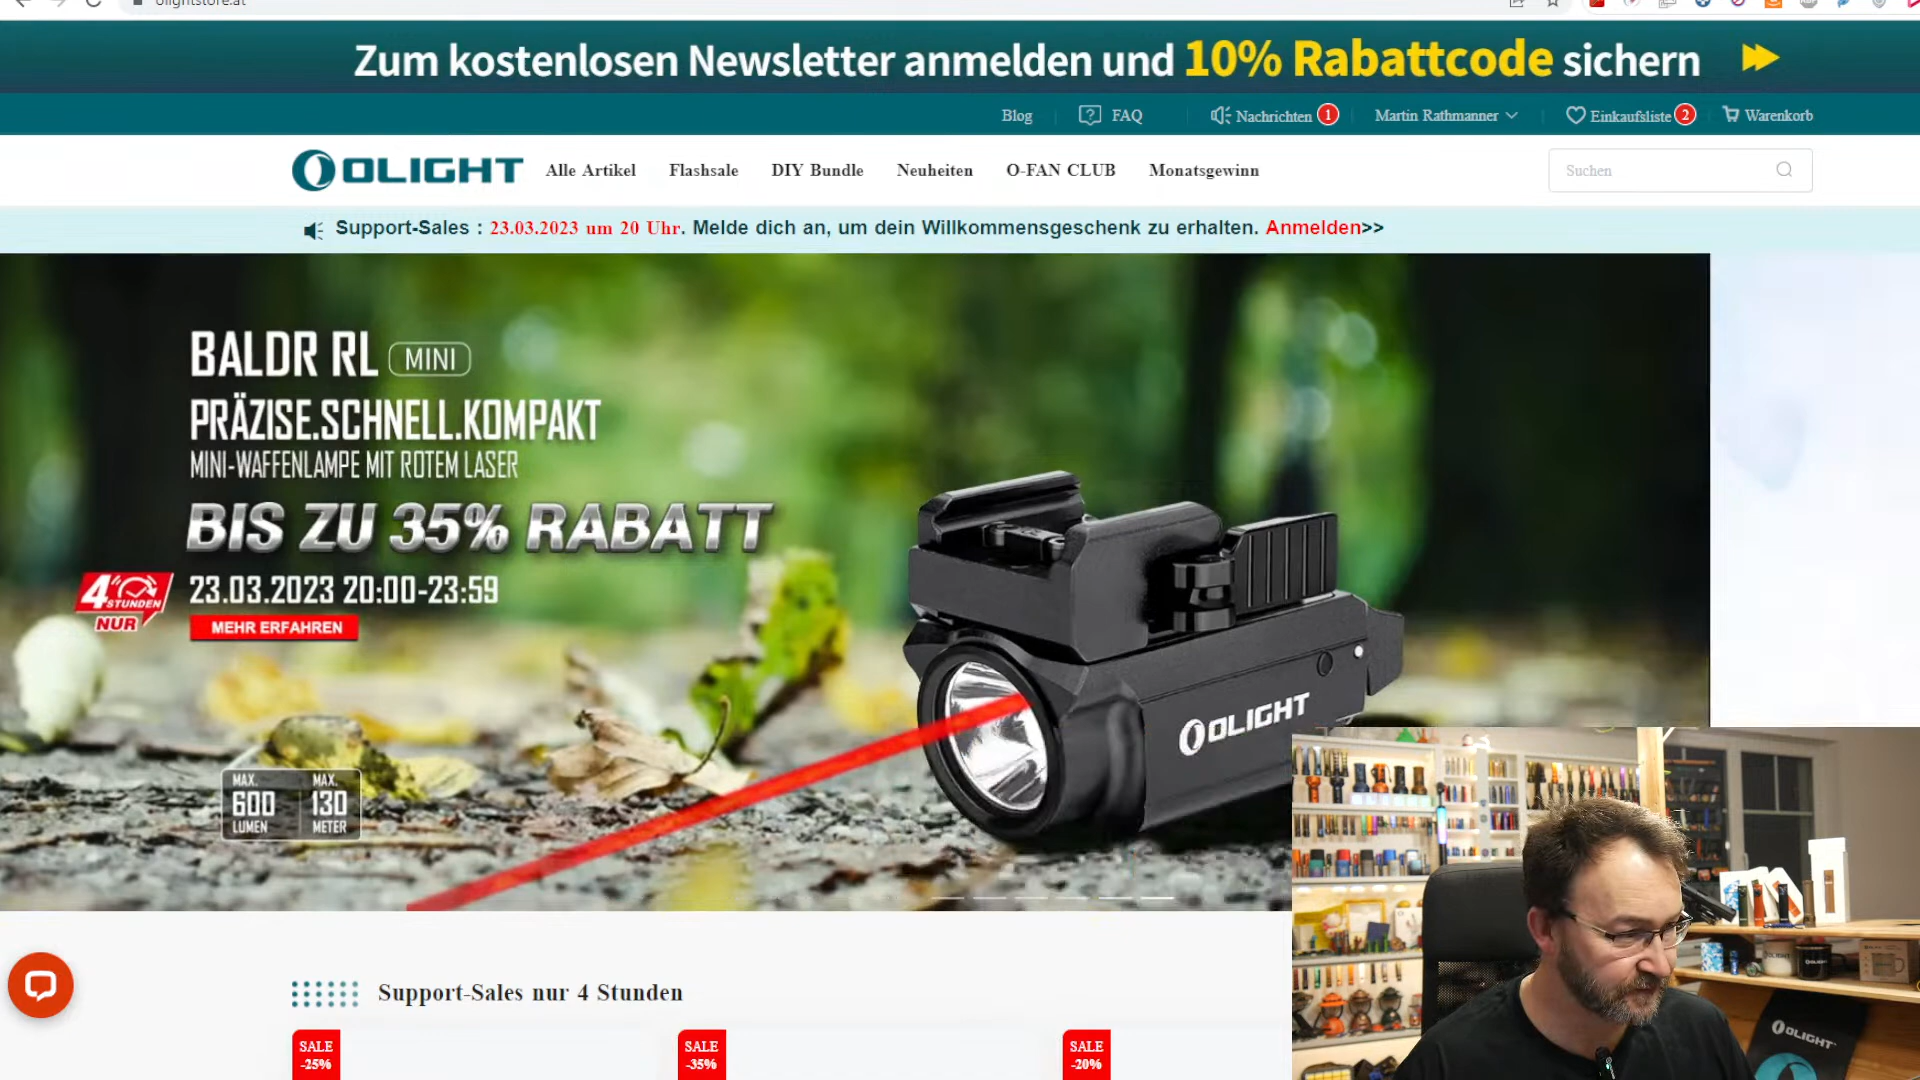 olightstore.at
Zum kostenlosen Newsletter anmelden und 10% Rabattcode sichern
Blog
FAQ
Nachrichten 1
Martin Rathmanner
Einkaufsliste 2
Warenkorb
OLIGHT
Alle Artikel
Flashsale
DIY Bundle
Neuheiten
O-FAN CLUB
Monatsgewinn
Suchen
Support-Sales : 23.03.2023 um 20 Uhr. Melde dich an, um dein Willkommensgeschenk zu erhalten. Anmelden>>
BALDR RL MINI
PRÄZISE.SCHNELL.KOMPAKT
MINI-WAFFENLAMPE MIT ROTEM LASER
BIS ZU 35% RABATT
4 STUNDEN
NUR
23.03.2023 20:00-23:59
MEHR ERFAHREN
OLIGHT
MAX.
600
LUMEN
MAX.
130
METER
Support-Sales nur 4 Stunden
SALE
-25%
SALE
-35%
SALE
-20%
OLIGHT